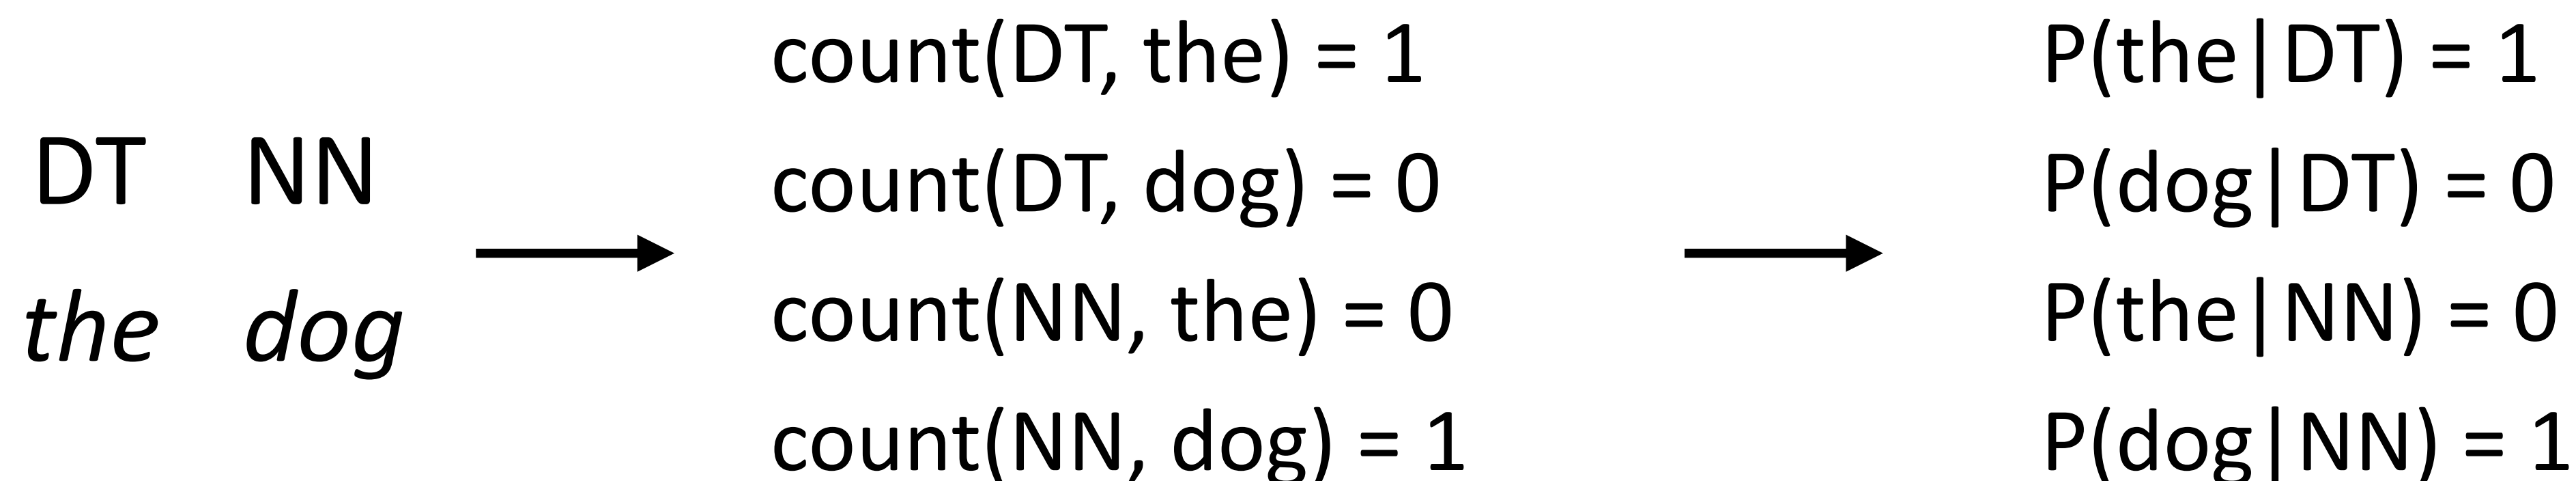 DT NN
the dog
count(DT, the) = 1
count(DT, dog) = 0
count(NN, the) = 0
count(NN, dog) = 1
P(the|DT) = 1
P(dog|DT) = 0
P(the|NN) = 0
P(dog|NN) = 1